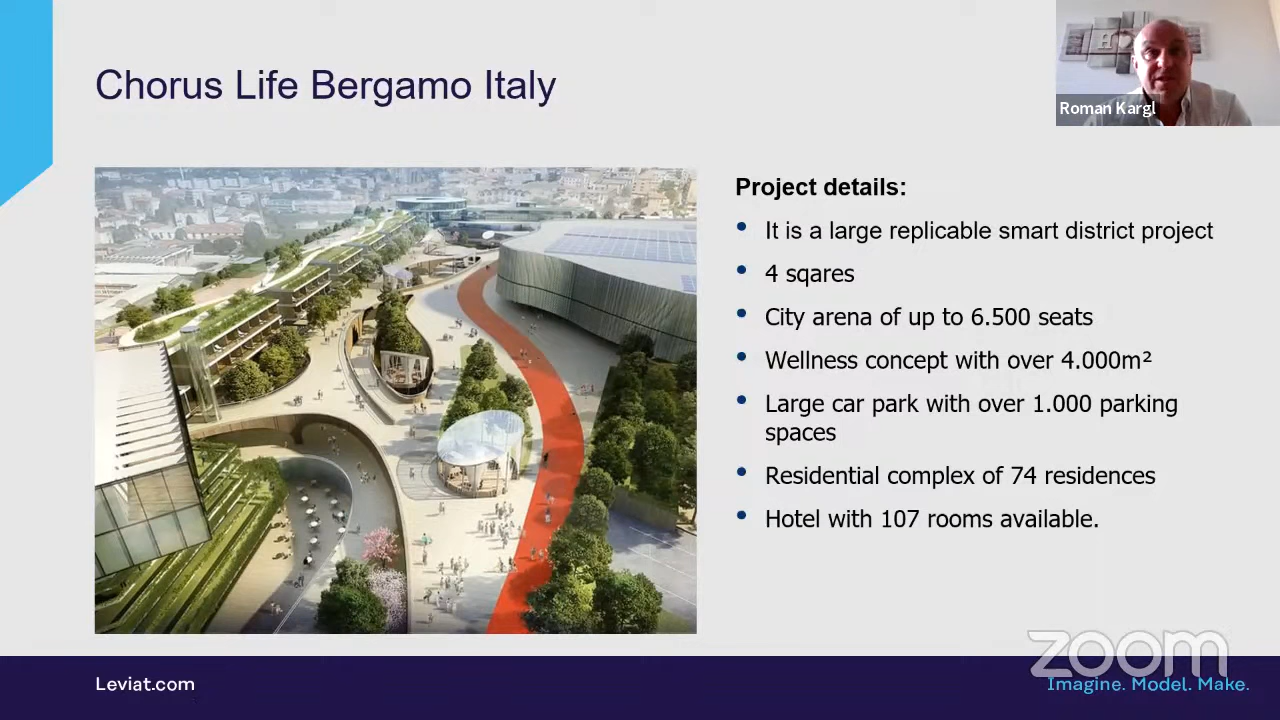 Chorus Life Bergamo Italy
H
Roman Kargl
Project details:
• It is a large replicable smart district project
• 4 sqares
• City arena of up to 6.500 seats
• Wellness concept with over 4.000m²
• Large car park with over 1.000 parking
spaces
• Residential complex of 74 residences
• Hotel with 107 rooms available.
zoom
Leviat.com
Imagine. Model. Make.